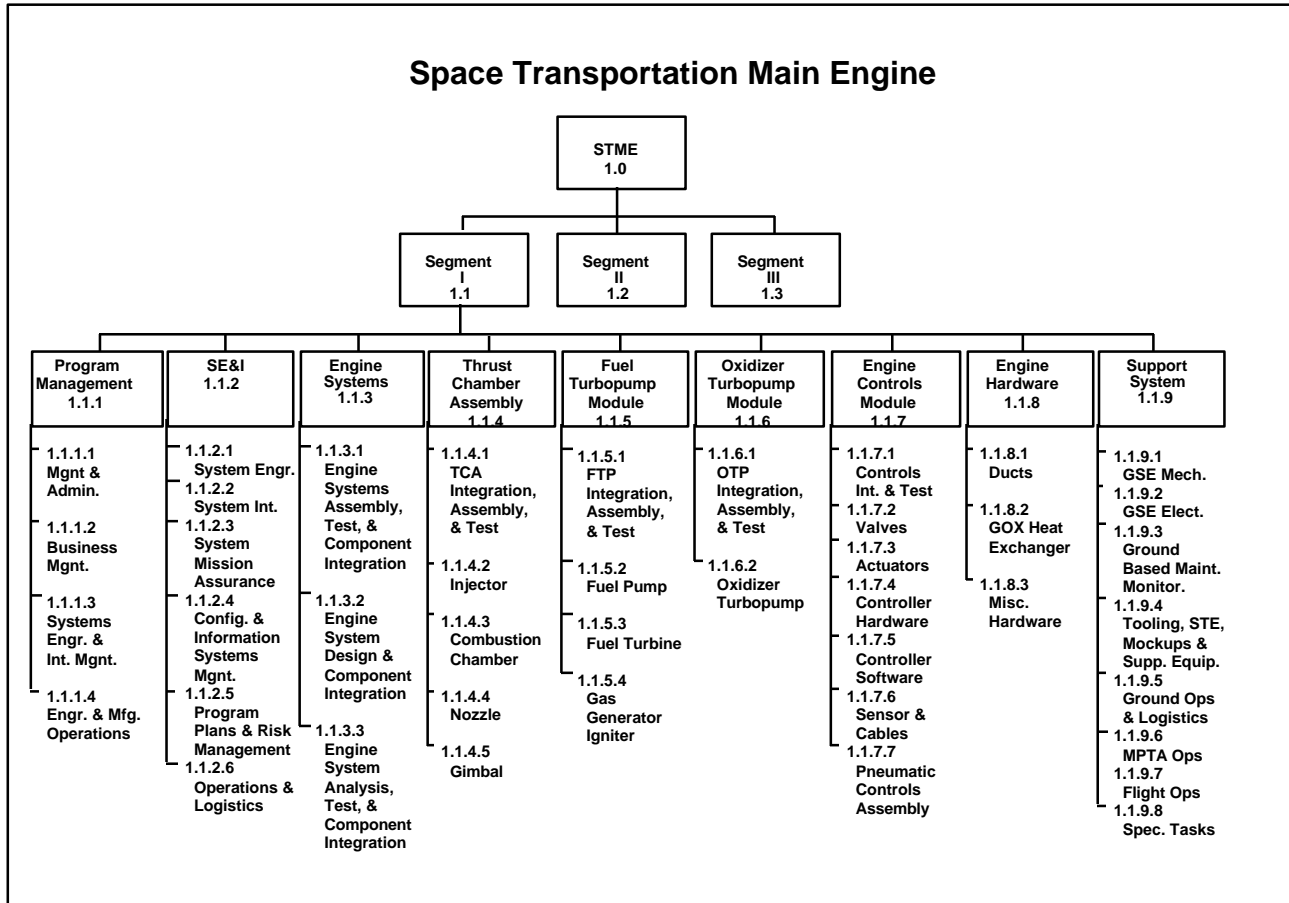 Space Transportation Main Engine
STME
1.0
Segment
I
1.1
Segment
II
1.2
Segment
III
1.3
Program
Management
1.1.1
SE&I
1.1.2
Engine
Systems
1.1.3
Thrust
Chamber
Assembly
1.1.4
Fuel
Turbopump
Module
1.1.5
Oxidizer
Turbopump
Module
1.1.6
Engine
Controls
Module
1.1.7
Engine
Hardware
1.1.8
Support
System
1.1.9
1.1.1.1
Mgnt &
Admin.
1.1.1.2
Business
Mgnt.
1.1.1.3
Systems
Engr. &
Int. Mgnt.
1.1.1.4
Engr. & Mfg.
Operations
1.1.2.1
System Engr.
1.1.2.2
System Int.
1.1.2.3
System
Mission
Assurance
1.1.2.4
Config. &
Information
Systems
Mgnt.
1.1.2.5
Program
Plans & Risk
Management
1.1.2.6
Operations &
Logistics
1.1.3.1
Engine
Systems
Assembly,
Test, &
Component
Integration
1.1.3.2
Engine
System
Design &
Component
Integration
1.1.3.3
Engine
System
Analysis,
Test, &
Component
Integration
1.1.4.1
TCA
Integration,
Assembly,
& Test
1.1.4.2
Injector
1.1.4.3
Combustion
Chamber
1.1.4.4
Nozzle
1.1.4.5
Gimbal
1.1.5.1
FTP
Integration,
Assembly,
& Test
1.1.5.2
Fuel Pump
1.1.5.3
Fuel Turbine
1.1.5.4
Gas
Generator
Igniter
1.1.6.1
OTP
Integration,
Assembly,
& Test
1.1.6.2
Oxidizer
Turbopump
1.1.7.1
Controls
Int. & Test
1.1.7.2
Valves
1.1.7.3
Actuators
1.1.7.4
Controller
Hardware
1.1.7.5
Controller
Software
1.1.7.6
Sensor &
Cables
1.1.7.7
Pneumatic
Controls
Assembly
1.1.8.1
Ducts
1.1.8.2
GOX Heat
Exchanger
1.1.8.3
Misc.
Hardware
1.1.9.1
GSE Mech.
1.1.9.2
GSE Elect.
1.1.9.3
Ground
Based Maint.
Monitor.
1.1.9.4
Tooling, STE,
Mockups &
Supp. Equip.
1.1.9.5
Ground Ops
& Logistics
1.1.9.6
MPTA Ops
1.1.9.7
Flight Ops
1.1.9.8
Spec. Tasks